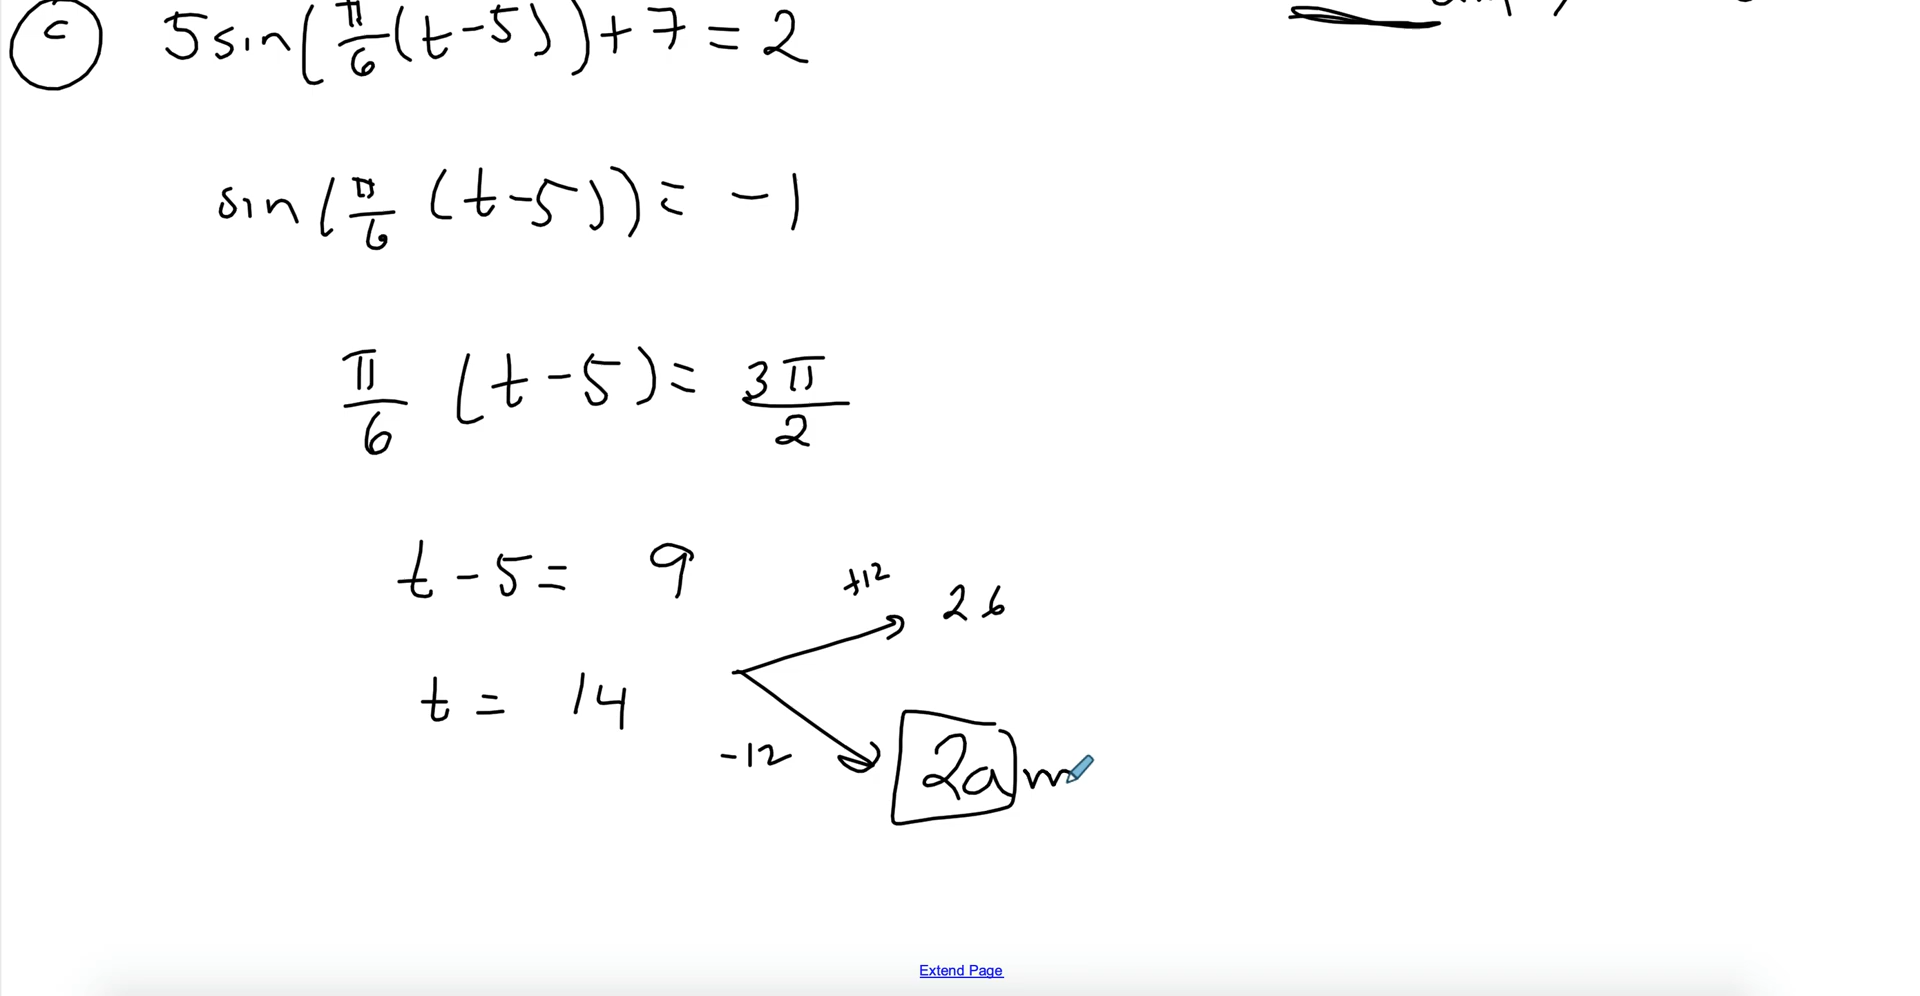 c 5sin(π/6(t-5))+7=2
sin(π/6(t-5))= -1
π/6 (t-5)= 3π/2
t-5= 9
+12 26
t= 14
-12 2am
Extend Page